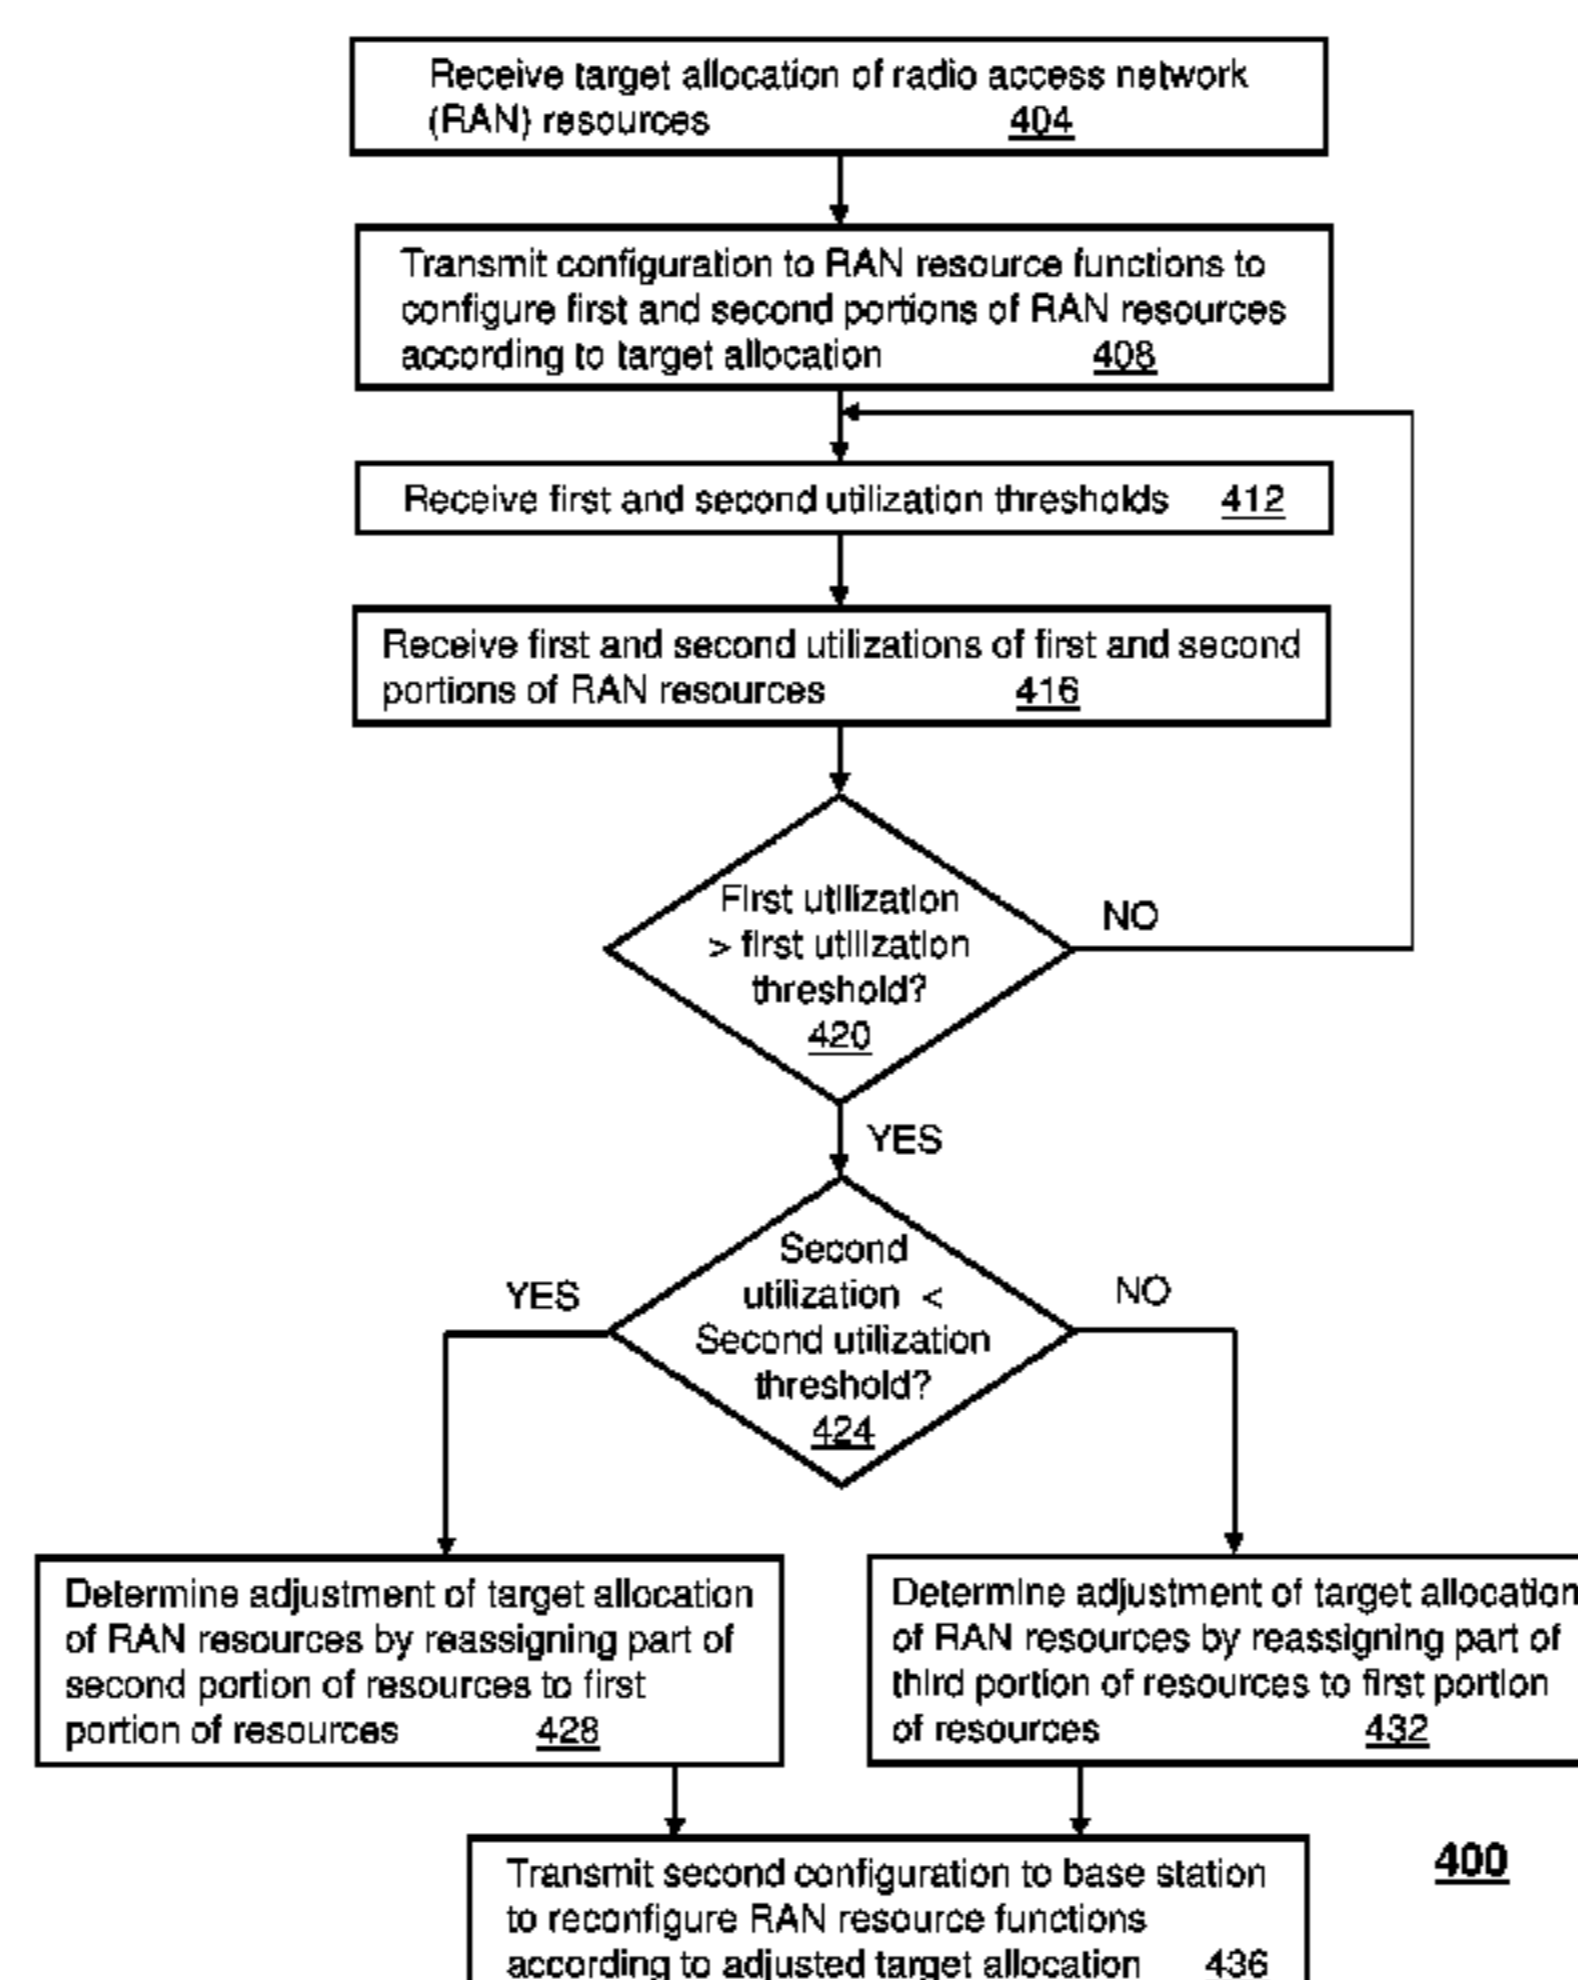 Receive target allocation of radio access network
(RAN) resources 404
Transmit configuration to RAN resource functions to
configure first and second portions of RAN resources
according to target allocation 408
Receive first and second utilization thresholds 412
Receive first and second utilizations of first and second
portions of RAN resources 416
First utilization
> first utilization
threshold?
420
NO
YES
Second
utilization <
Second utilization
threshold?
424
YES
NO
Determine adjustment of target allocation
of RAN resources by reassigning part of
second portion of resources to first
portion of resources 428
Determine adjustment of target allocation
of RAN resources by reassigning part of
third portion of resources to first portion
of resources 432
Transmit second configuration to base station
to reconfigure RAN resource functions
according to adjusted target allocation 436
400